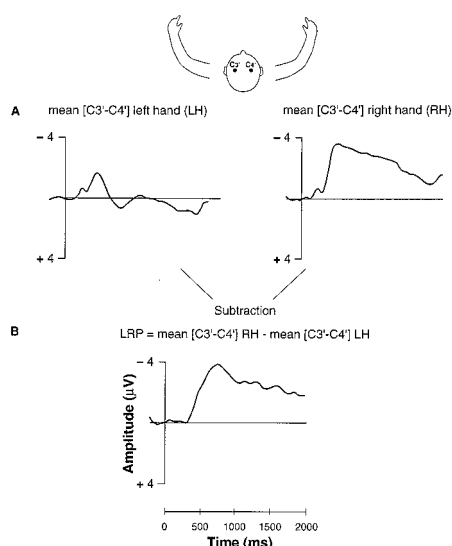 C3' C4'
A mean [C3'-C4'] left hand (LH) mean [C3'-C4'] right hand (RH)
- 4 - 4
+ 4 + 4
Subtraction
B
LRP = mean [C3'-C4'] RH - mean [C3'-C4'] LH
- 4
Amplitude (µV)
+ 4
0 500 1000 1500 2000
Time (ms)